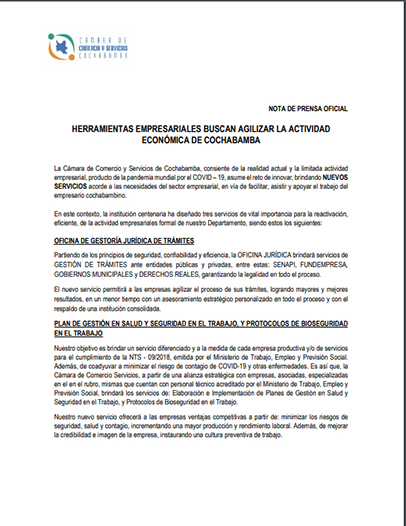 CÁMARA DE
COMERCIO Y SERVICIOS
COCHABAMBA
NOTA DE PRENSA OFICIAL
HERRAMIENTAS EMPRESARIALES BUSCAN AGILIZAR LA ACTIVIDAD
ECONÓMICA DE COCHABAMBA
La Cámara de Comercio y Servicios de Cochabamba, consiente de la realidad actual y la limitada actividad
empresarial, producto de la pandemia mundial por el COVID – 19, asume el reto de innovar, brindando NUEVOS
SERVICIOS acorde a las necesidades del sector empresarial, en vía de facilitar, asistir y apoyar el trabajo del
empresario cochabambino.
En este contexto, la institución centenaria ha diseñado tres servicios de vital importancia para la reactivación,
eficiente, de la actividad empresariales formal de nuestro Departamento, siendo estos los siguientes:
OFICINA DE GESTORÍA JURÍDICA DE TRÁMITES
Partiendo de los principios de seguridad, confiabilidad y eficiencia, la OFICINA JURÍDICA brindará servicios de
GESTIÓN DE TRÁMITES ante entidades públicas y privadas, entre estas: SENAPI, FUNDEMPRESA,
GOBIERNOS MUNICIPALES y DERECHOS REALES, garantizando la legalidad en todo el proceso.
El nuevo servicio permitirá a las empresas agilizar el proceso de sus trámites, logrando mayores y mejores
resultados, en un menor tiempo con un asesoramiento estratégico personalizado en todo el proceso y con el
respaldo de una institución consolidada.
PLAN DE GESTIÓN EN SALUD Y SEGURIDAD EN EL TRABAJO, Y PROTOCOLOS DE BIOSEGURIDAD
EN EL TRABAJO
Nuestro objetivo es brindar un servicio diferenciado y a la medida de cada empresa productiva y/o de servicios
para el cumplimiento de la NTS - 09/2018, emitida por el Ministerio de Trabajo, Empleo y Previsión Social.
Además, de coadyuvar a minimizar el riesgo de contagio de COVID-19 y otras enfermedades. Es así que, la
Cámara de Comercio Servicios, a partir de una alianza estratégica con empresas, asociadas, especializadas
en el en el rubro, mismas que cuentan con personal técnico acreditado por el Ministerio de Trabajo, Empleo y
Previsión Social, brindará los servicios de: Elaboración e Implementación de Planes de Gestión en Salud y
Seguridad en el Trabajo, y Protocolos de Bioseguridad en el Trabajo.
Nuestro nuevo servicio ofrecerá a las empresas ventajas competitivas a partir de: minimizar los riesgos de
seguridad, salud y contagio, incrementando una mayor producción y rendimiento laboral. Además, de mejorar
la credibilidad e imagen de la empresa, instaurando una cultura preventiva de trabajo.